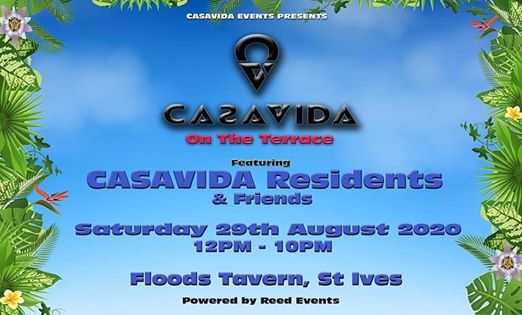 CASAVIDA EVENTS PRESENTS
CASAVIDA
On The Terrace
Featuring
CASAVIDA Residents
& Friends
Saturday 29th August 2020
12PM - 10PM
Floods Tavern, St Ives
Powered by Reed Events